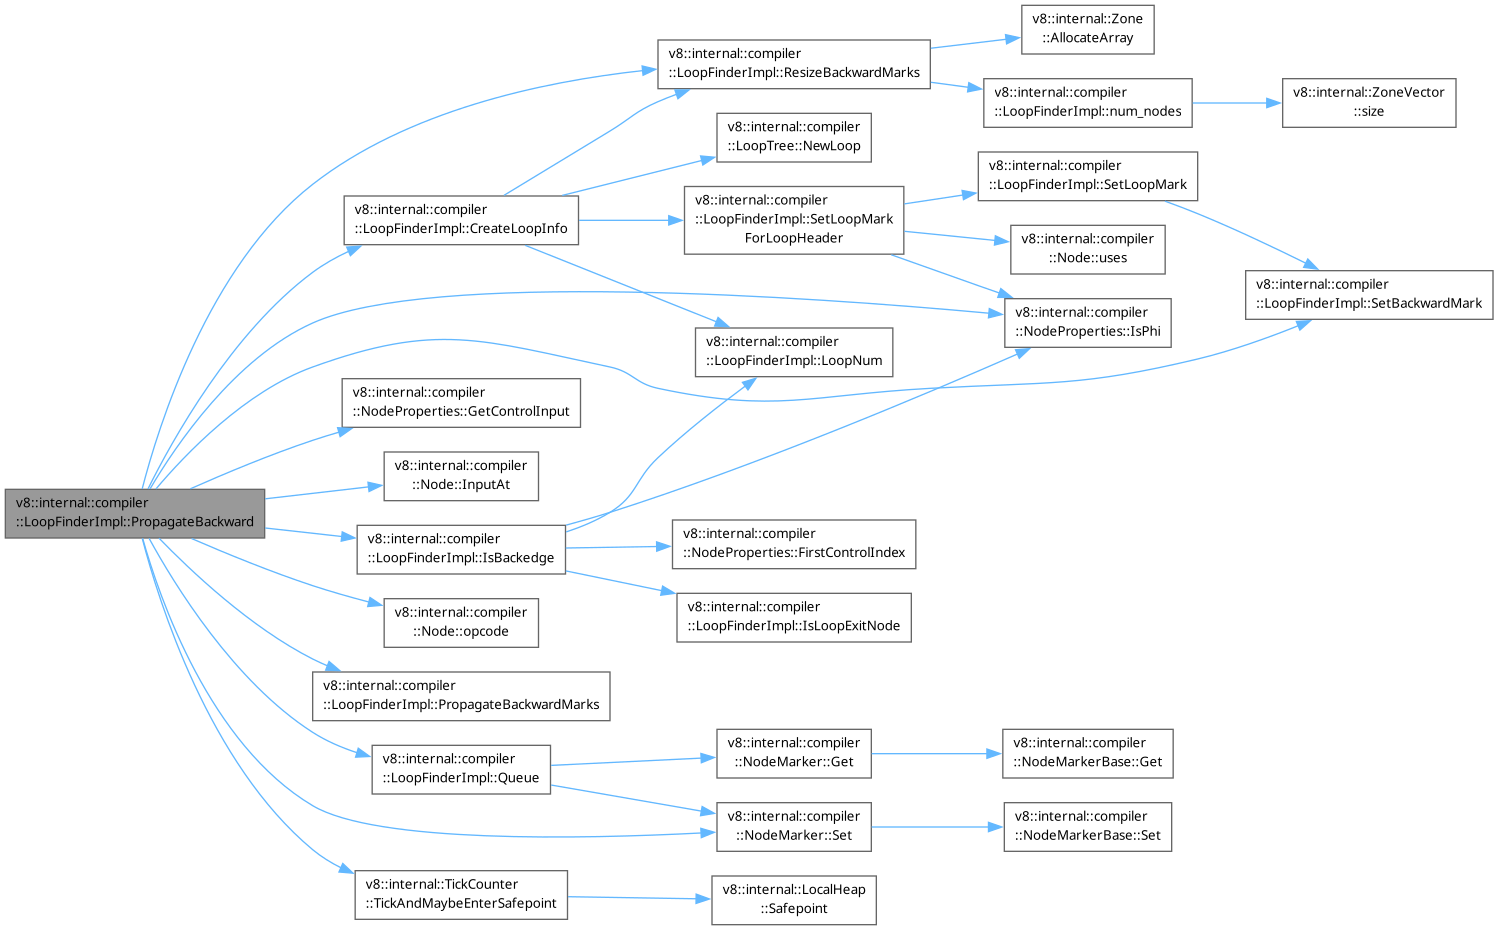 v8::internal::Zone
::AllocateArray
v8::internal::compiler
::LoopFinderImpl::ResizeBackwardMarks
v8::internal::compiler
::LoopFinderImpl::num_nodes
v8::internal::ZoneVector
::size
v8::internal::compiler
::LoopTree::NewLoop
v8::internal::compiler
::LoopFinderImpl::SetLoopMark
v8::internal::compiler
::LoopFinderImpl::CreateLoopInfo
v8::internal::compiler
::LoopFinderImpl::SetLoopMark
ForLoopHeader
v8::internal::compiler
::Node::uses
v8::internal::compiler
::LoopFinderImpl::SetBackwardMark
v8::internal::compiler
::NodeProperties::IsPhi
v8::internal::compiler
::LoopFinderImpl::LoopNum
v8::internal::compiler
::NodeProperties::GetControlInput
v8::internal::compiler
::Node::InputAt
v8::internal::compiler
::LoopFinderImpl::PropagateBackward
v8::internal::compiler
::LoopFinderImpl::IsBackedge
v8::internal::compiler
::NodeProperties::FirstControlIndex
v8::internal::compiler
::LoopFinderImpl::IsLoopExitNode
v8::internal::compiler
::Node::opcode
v8::internal::compiler
::LoopFinderImpl::PropagateBackwardMarks
v8::internal::compiler
::LoopFinderImpl::Queue
v8::internal::compiler
::NodeMarker::Get
v8::internal::compiler
::NodeMarkerBase::Get
v8::internal::compiler
::NodeMarker::Set
v8::internal::compiler
::NodeMarkerBase::Set
v8::internal::TickCounter
::TickAndMaybeEnterSafepoint
v8::internal::LocalHeap
::Safepoint